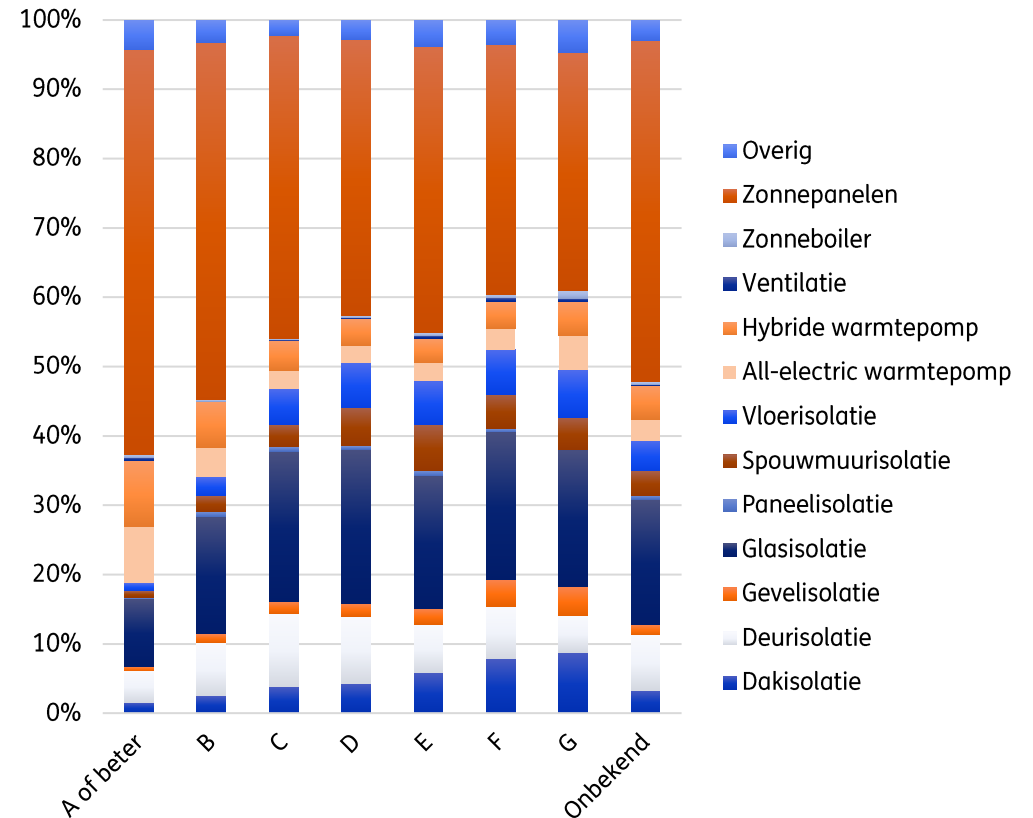 100%
90%
80%
70%
60%
50%
40%
30%
20%
10%
0%
A of beter
B
C
D
E
F
G
Onbekend
Overig
Zonnepanelen
Zonneboiler
Ventilatie
Hybride warmtepomp
All-electric warmtepomp
Vloerisolatie
Spouwmuurisolatie
Paneelisolatie
Glasisolatie
Gevelisolatie
Deurisolatie
Dakisolatie